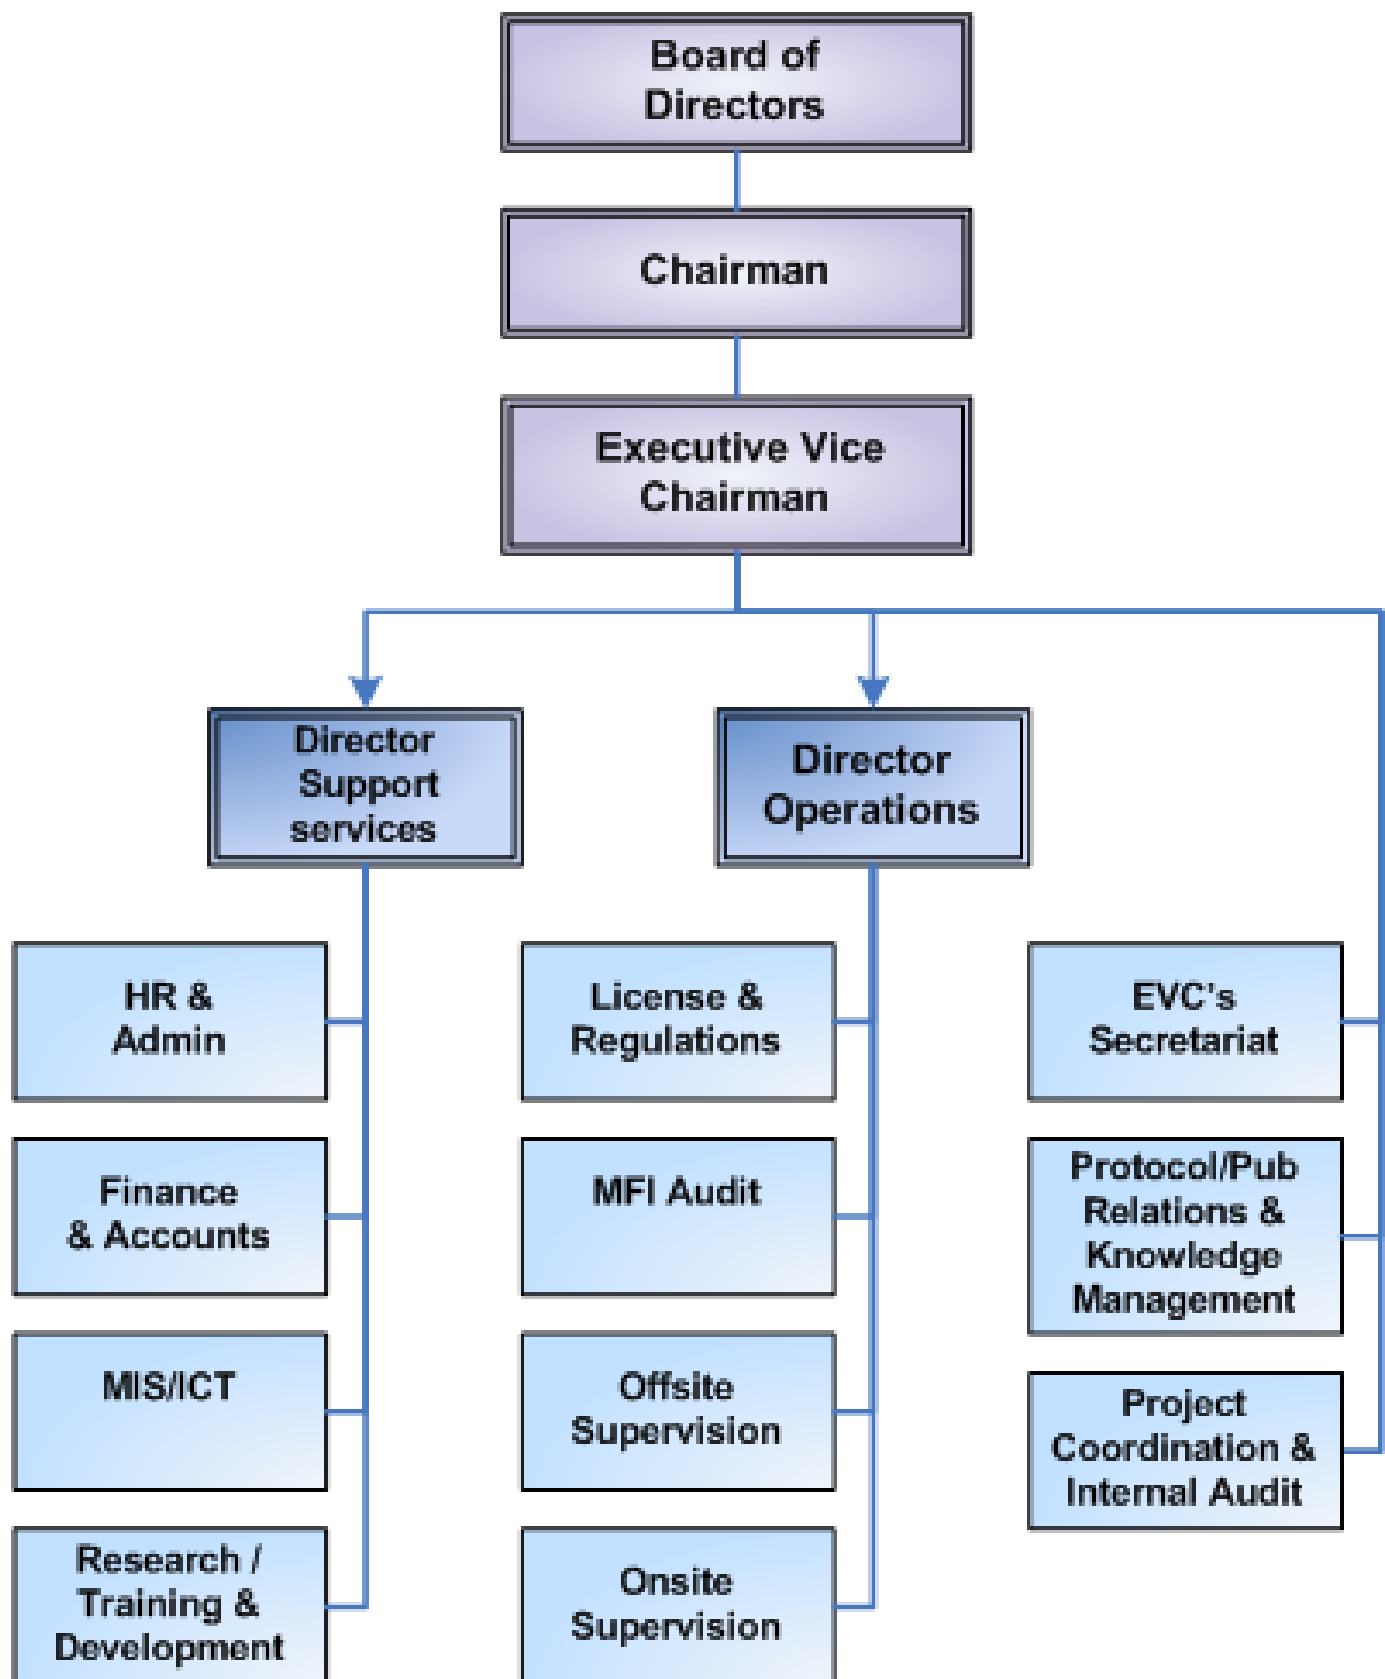 Board of
Directors
Chairman
Executive Vice
Chairman
Director
Support
services
Director
Operations
HR &
Admin
Finance
& Accounts
MIS/ICT
Research /
Training &
Development
License &
Regulations
MFI Audit
Offsite
Supervision
Onsite
Supervision
EVC's
Secretariat
Protocol/Pub
Relations &
Knowledge
Management
Project
Coordination &
Internal Audit